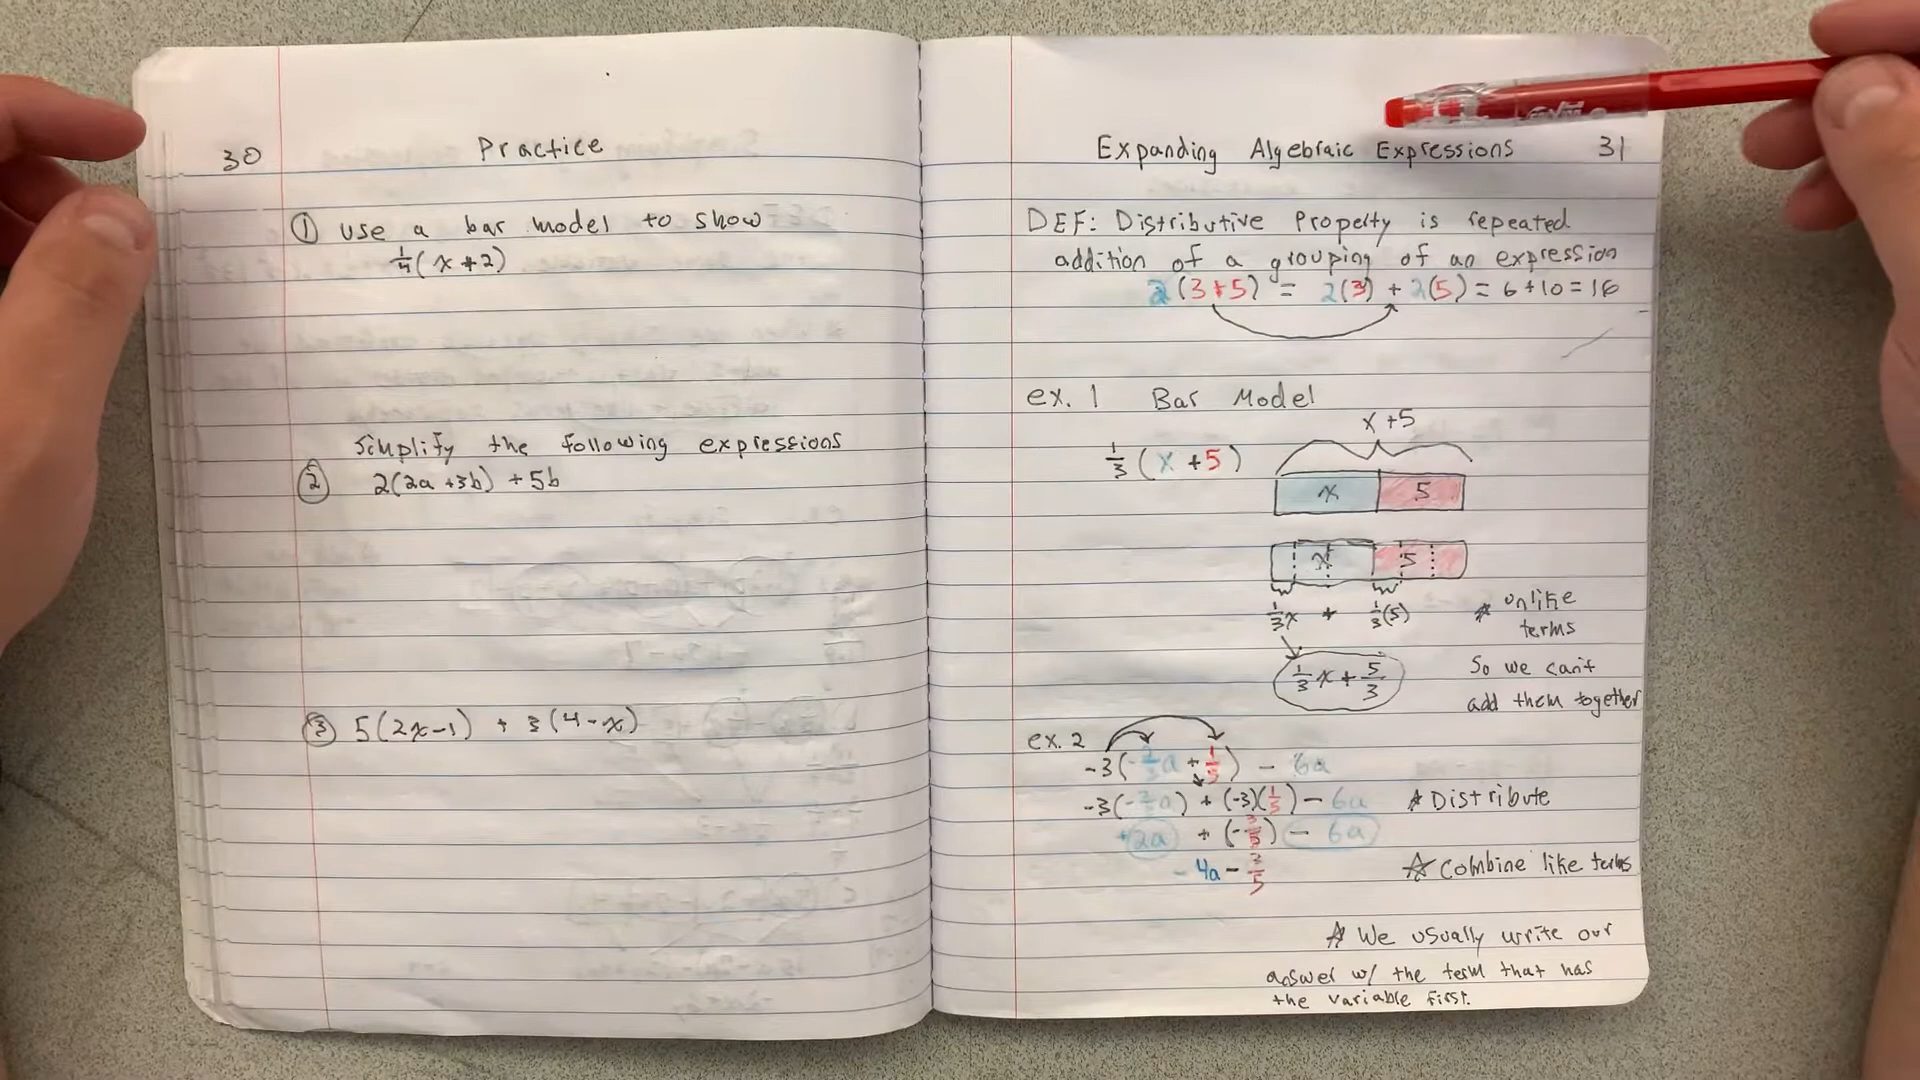 30
Practice
① Use a bar model to show
1/4(x+2)
Simplify the following expressions
② 2(2a+3b) + 5b
③ 5(2x-1) + 3(4-x)
Expanding Algebraic Expressions 31
DEF: Distributive Property is repeated
addition of a grouping of an expression
2(3+5) = 2(3) + 2(5) = 6+10=16
ex. 1 Bar Model
x+5
1/3(x+5)
x 5
x 5
1/3x + 1/3(5)
* unlike
terms
1/3x + 5/3
So we can't
add them together
ex. 2
-3(-2/3a + 1/5) - 6a
-3(-2/3a) + (-3)(1/5) - 6a * Distribute
+2a + (-3/5) - 6a
-4a - 3/5 ☆ Combine like terms
☆ We usually write our
answer w/ the term that has
the variable first.